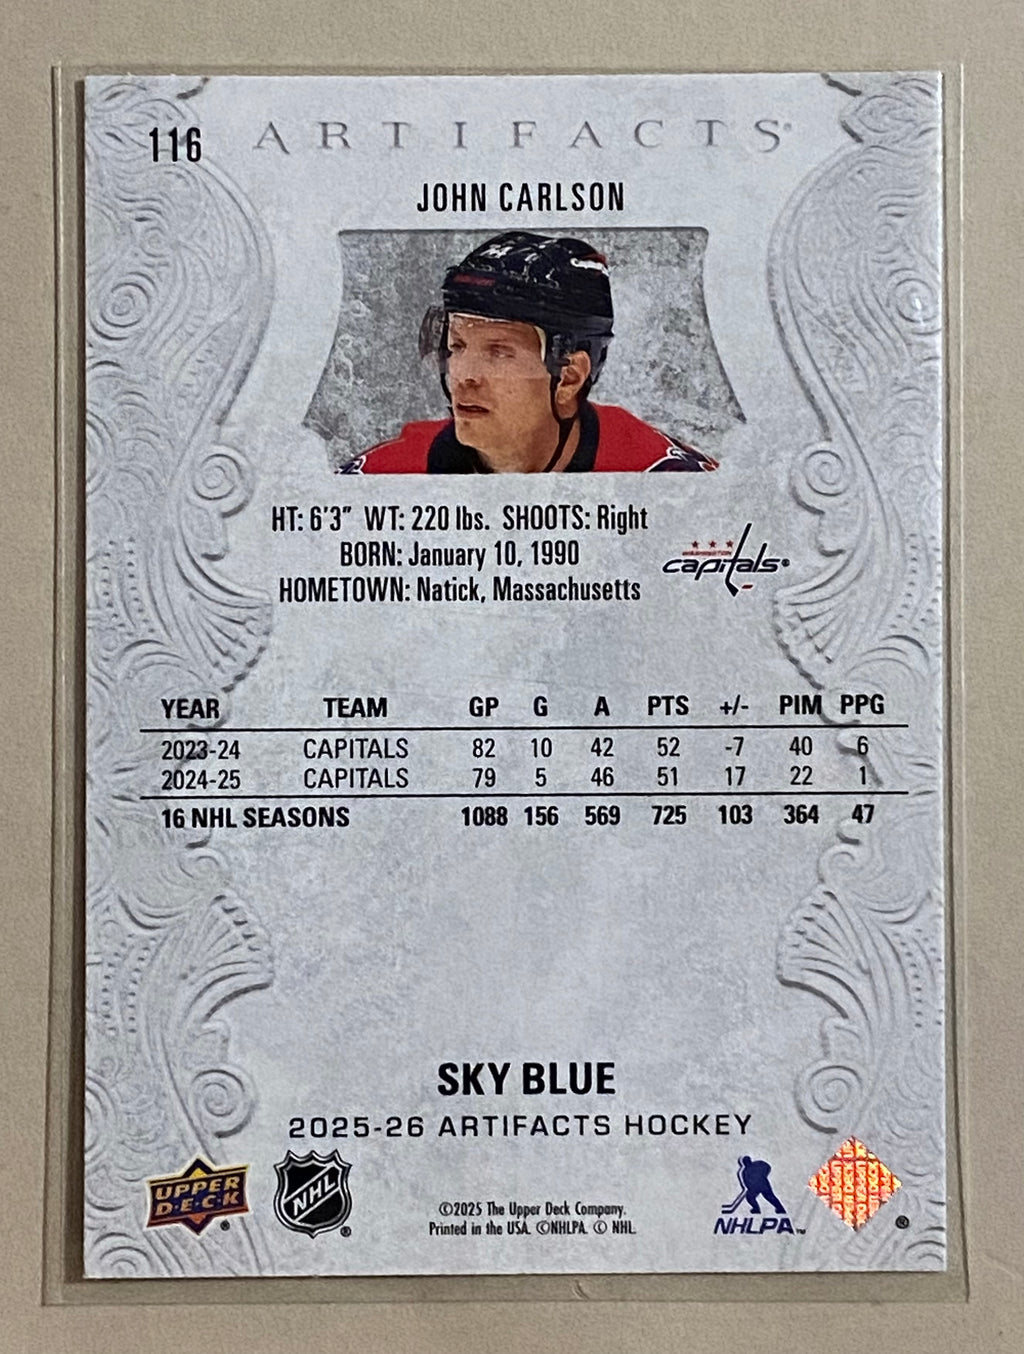 116 ARTIFACTS®
JOHN CARLSON
HT: 6'3" WT: 220 lbs. SHOOTS: Right
BORN: January 10, 1990
HOMETOWN: Natick, Massachusetts
WASHINGTON
capitals®
YEAR TEAM GP G A PTS +/- PIM PPG
2023-24 CAPITALS 82 10 42 52 -7 40 6
2024-25 CAPITALS 79 5 46 51 17 22 1
16 NHL SEASONS 1088 156 569 725 103 364 47
SKY BLUE
2025-26 ARTIFACTS HOCKEY
UPPER
D·E·C·K ®
NHL ®
©2025 The Upper Deck Company.
Printed in the USA. ©NHLPA. © NHL.
NHLPA™
®